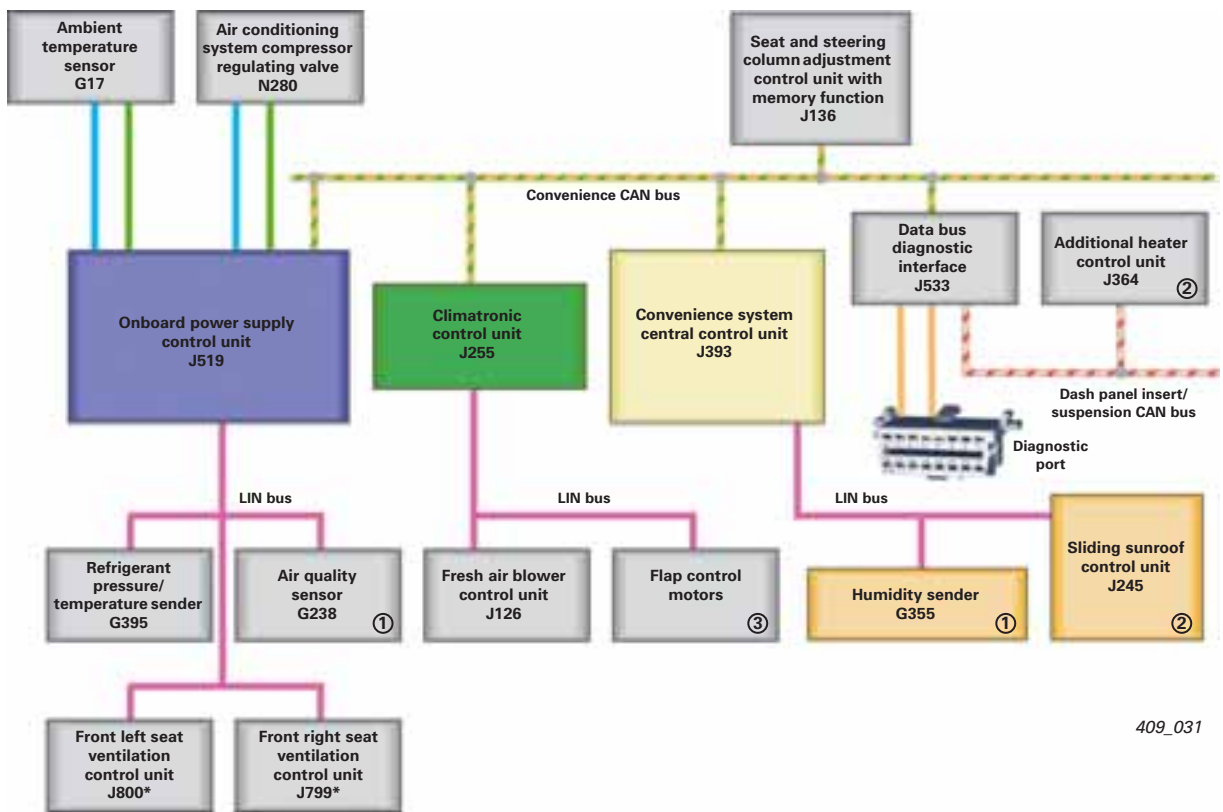 Ambient
temperature
sensor
G17
Air conditioning
system compressor
regulating valve
N280
Seat and steering
column adjustment
control unit with
memory function
J136
Convenience CAN bus
Onboard power supply
control unit
J519
Climatronic
control unit
J255
Convenience system
central control unit
J393
Data bus
diagnostic
interface
J533
Additional heater
control unit
J364
②
Dash panel insert/
suspension CAN bus
Diagnostic
port
LIN bus
LIN bus
LIN bus
Refrigerant
pressure/
temperature sender
G395
Air quality
sensor
G238
①
Fresh air blower
control unit
J126
Flap control
motors
③
Humidity sender
G355
①
Sliding sunroof
control unit
J245
②
Front left seat
ventilation
control unit
J800*
Front right seat
ventilation
control unit
J799*
409_031